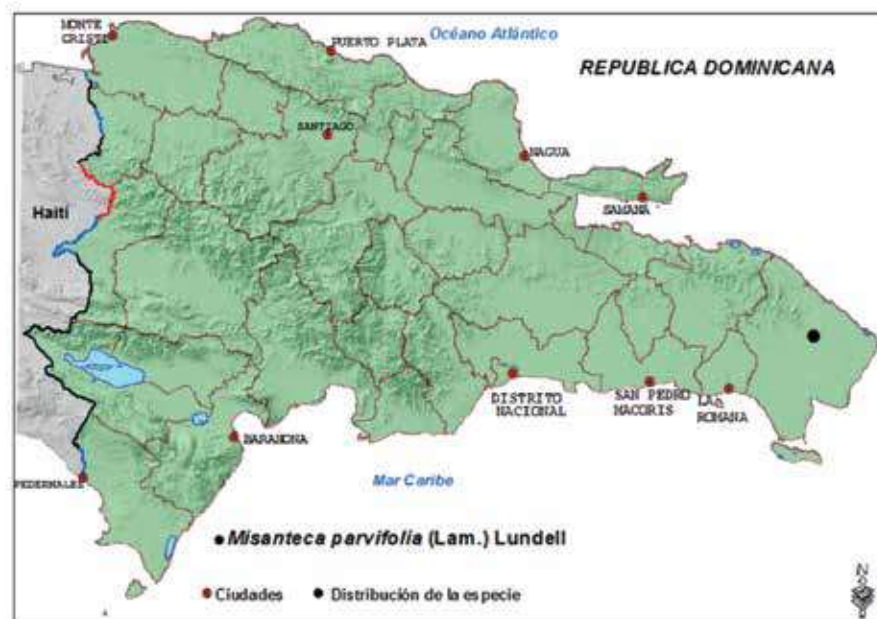 MONTE
CRISTI
PUERTO PLATA
Océano Atlántico
REPUBLICA DOMINICANA
SANTIAGO
NAGUA
SAMANA
Haití
DISTRITO
NACIONAL
SAN PEDRO
MACORIS
LA
ROMANA
BARAHONA
PEDERNALES
Mar Caribe
Misanteca parvifolia (Lam.) Lundell
Ciudades
Distribución de la especie
N